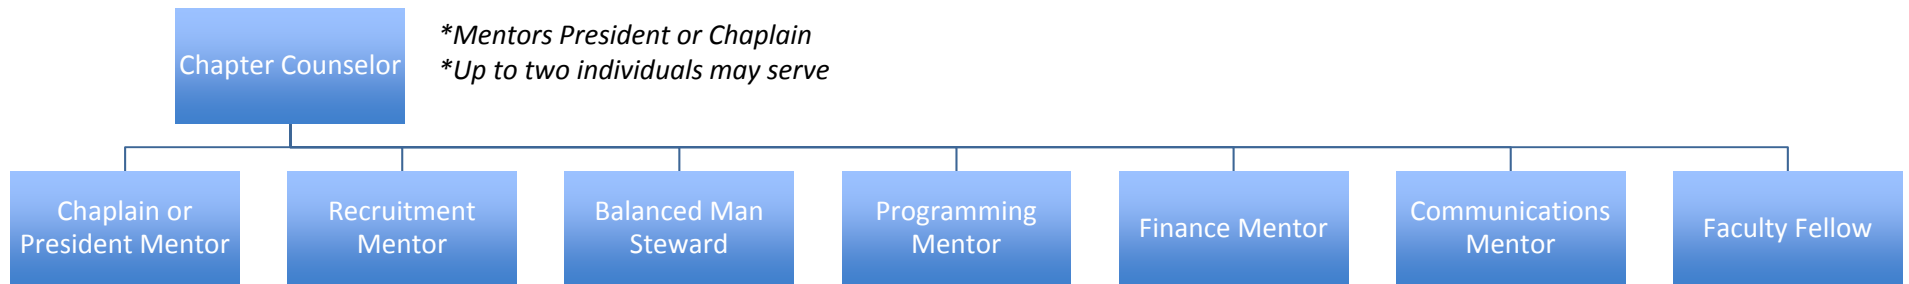 Chapter Counselor
*Mentors President or Chaplain
*Up to two individuals may serve
Chaplain or
President Mentor
Recruitment
Mentor
Balanced Man
Steward
Programming
Mentor
Finance Mentor
Communications
Mentor
Faculty Fellow